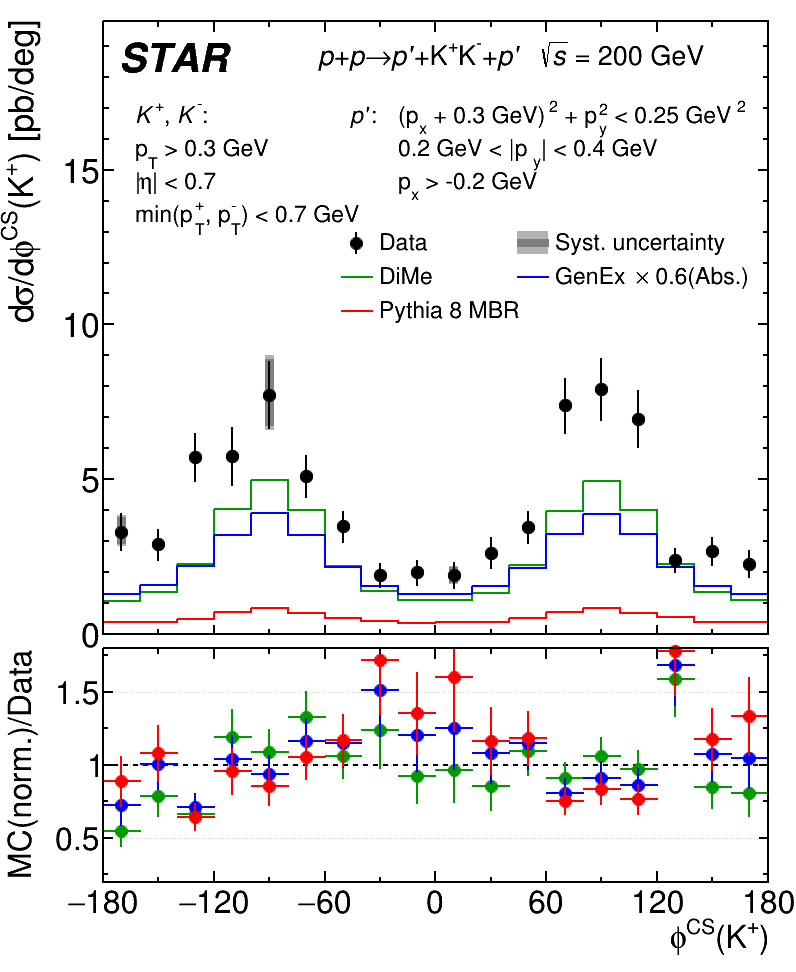 STAR p+p→p′+K⁺K⁻+p′ √s = 200 GeV
K⁺, K⁻: p′: (pₓ + 0.3 GeV)² + p_y² < 0.25 GeV²
p_T > 0.3 GeV 0.2 GeV < |p_y| < 0.4 GeV
|η| < 0.7 pₓ > -0.2 GeV
min(p_T⁺, p_T⁻) < 0.7 GeV
Data Syst. uncertainty
DiMe GenEx × 0.6(Abs.)
Pythia 8 MBR
dσ/dϕ^CS(K⁺) [pb/deg]
15
10
5
0
MC(norm.)/Data
1.5
1
0.5
−180 −120 −60 0 60 120 180
ϕ^CS(K⁺)